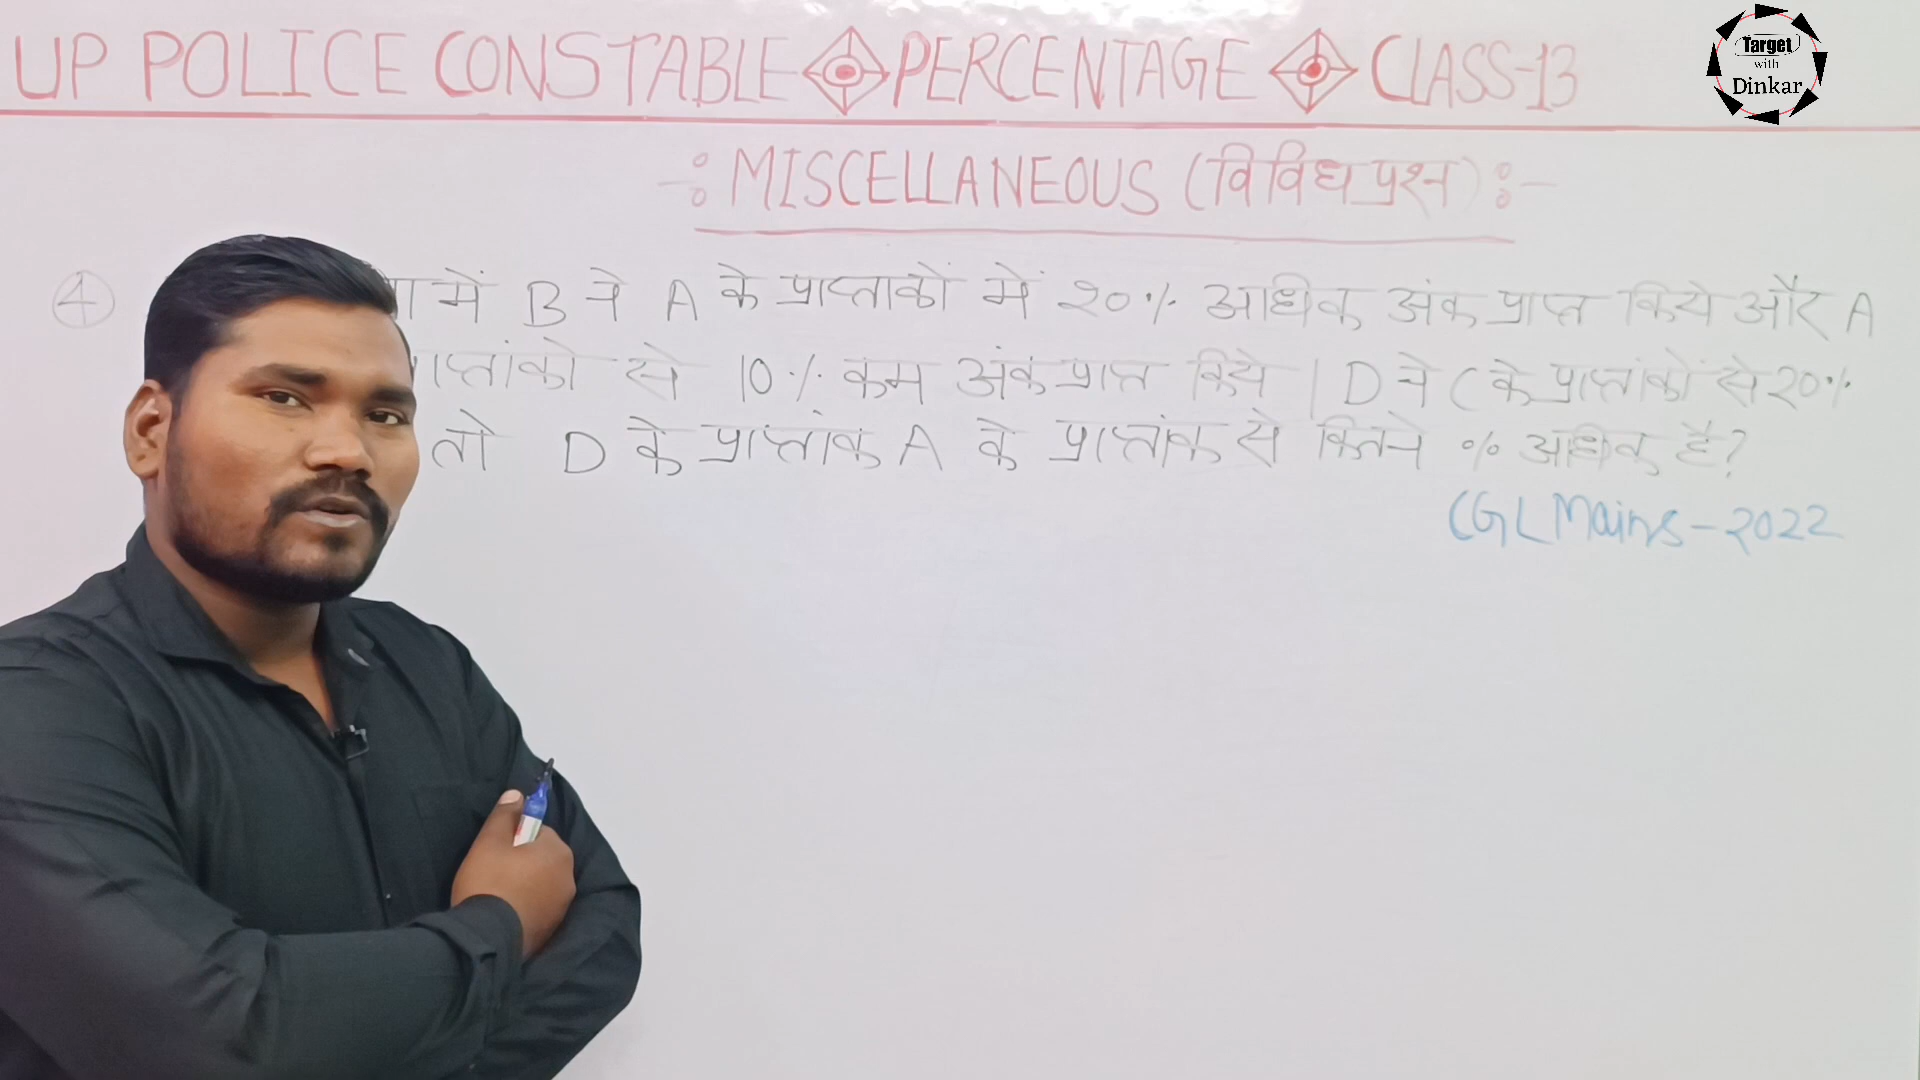 UP POLICE CONSTABLE PERCENTAGE CLASS-13
Target
with
Dinkar
-: MISCELLANEOUS (विविध प्रश्न) :-
4 में B ने A के प्राप्ताकों में 20% अधिक अंक प्राप्त किये और A
प्राप्तांको से 10% कम अंक प्राप्त किये | D ने C के प्राप्तांकों से 20%
तो D के प्राप्तांक A के प्राप्तांक से कितने % अधिक है?
CGL Mains-2022